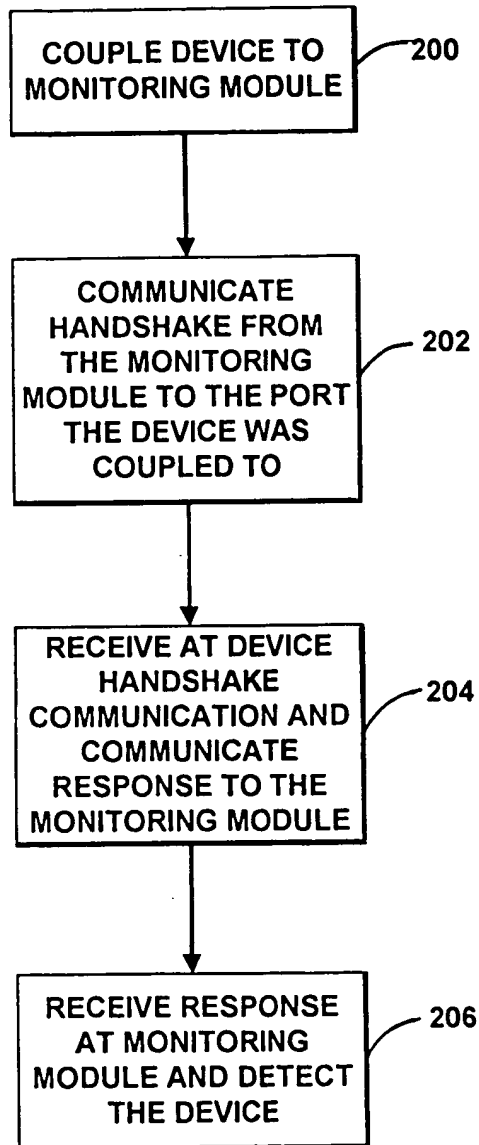 COUPLE DEVICE TO
MONITORING MODULE
200
COMMUNICATE
HANDSHAKE FROM
THE MONITORING
MODULE TO THE PORT
THE DEVICE WAS
COUPLED TO
202
RECEIVE AT DEVICE
HANDSHAKE
COMMUNICATION AND
COMMUNICATE
RESPONSE TO THE
MONITORING MODULE
204
RECEIVE RESPONSE
AT MONITORING
MODULE AND DETECT
THE DEVICE
206